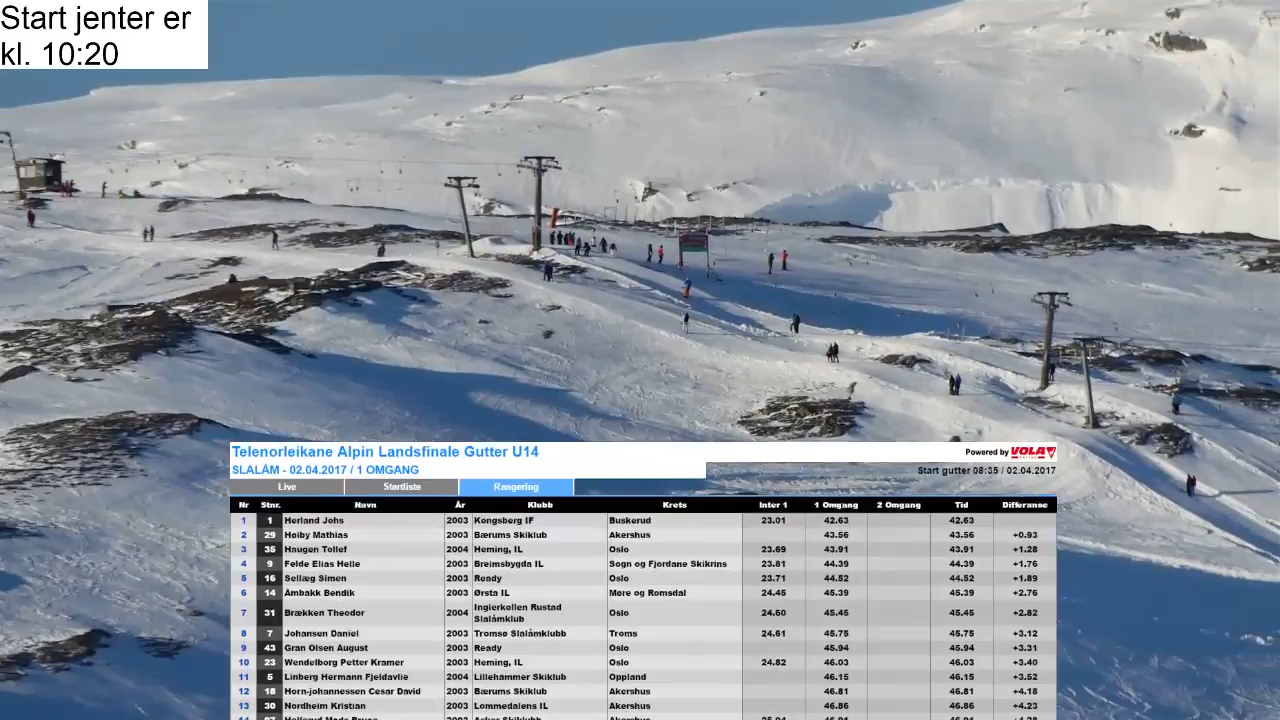 Start jenter er
kl. 10:20
Telenorleikane Alpin Landsfinale Gutter U14
Powered by VOLA
SLALÅM - 02.04.2017 / 1 OMGANG
Start gutter 08:35 / 02.04.2017
Live Startliste Rangering
Nr Stnr. Navn År Klubb Krets Inter 1 1 Omgang 2 Omgang Tid Differanse
1 1 Herland Johs 2003 Kongsberg IF Buskerud 23.01 42.63 42.63
2 29 Høiby Mathias 2003 Bærums Skiklub Akershus 43.56 43.56 +0.93
3 35 Haugen Tollef 2004 Heming, IL Oslo 23.69 43.91 43.91 +1.28
4 9 Felde Elias Helle 2003 Breimsbygda IL Sogn og Fjordane Skikrins 23.81 44.39 44.39 +1.76
5 16 Sellæg Simen 2003 Ready Oslo 23.71 44.52 44.52 +1.89
6 14 Åmbakk Bendik 2003 Ørsta IL Møre og Romsdal 24.45 45.39 45.39 +2.76
7 31 Brækken Theodor 2004 Ingierkollen Rustad Slalåmklub Oslo 24.60 45.45 45.45 +2.82
8 7 Johansen Daniel 2003 Tromsø Slalåmklubb Troms 24.61 45.75 45.75 +3.12
9 43 Gran Olsen August 2003 Ready Oslo 45.94 45.94 +3.31
10 23 Wendelborg Petter Kramer 2003 Heming, IL Oslo 24.82 46.03 46.03 +3.40
11 5 Linberg Hermann Fjeldavlie 2004 Lillehammer Skiklub Oppland 46.15 46.15 +3.52
12 18 Horn-johannessen Cesar David 2003 Bærums Skiklub Akershus 46.81 46.81 +4.18
13 30 Nordheim Kristian 2003 Lommedalens IL Akershus 46.86 46.86 +4.23